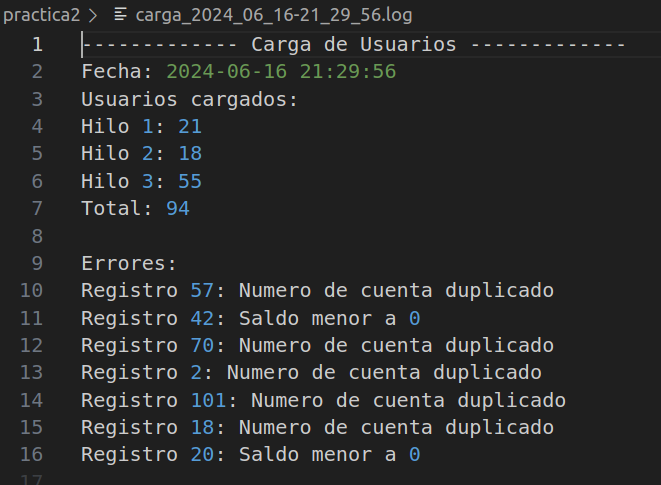 practica2 > carga_2024_06_16-21_29_56.log
1 ------------- Carga de Usuarios -------------
2 Fecha: 2024-06-16 21:29:56
3 Usuarios cargados:
4 Hilo 1: 21
5 Hilo 2: 18
6 Hilo 3: 55
7 Total: 94
8
9 Errores:
10 Registro 57: Numero de cuenta duplicado
11 Registro 42: Saldo menor a 0
12 Registro 70: Numero de cuenta duplicado
13 Registro 2: Numero de cuenta duplicado
14 Registro 101: Numero de cuenta duplicado
15 Registro 18: Numero de cuenta duplicado
16 Registro 20: Saldo menor a 0
17